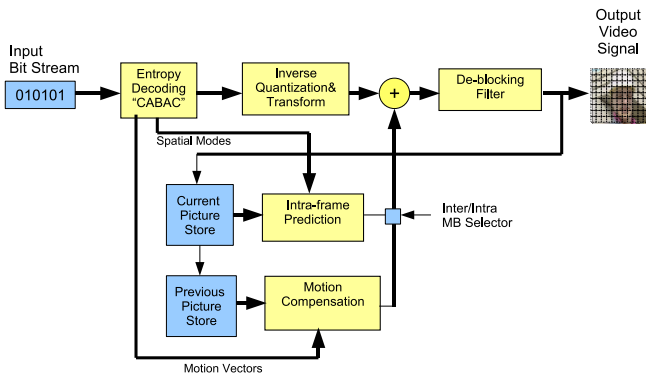 Input
Bit Stream
010101
Entropy
Decoding
“CABAC”
Inverse
Quantization&
Transform
+
De-blocking
Filter
Output
Video
Signal
Spatial Modes
Current
Picture
Store
Intra-frame
Prediction
Inter/Intra
MB Selector
Previous
Picture
Store
Motion
Compensation
Motion Vectors